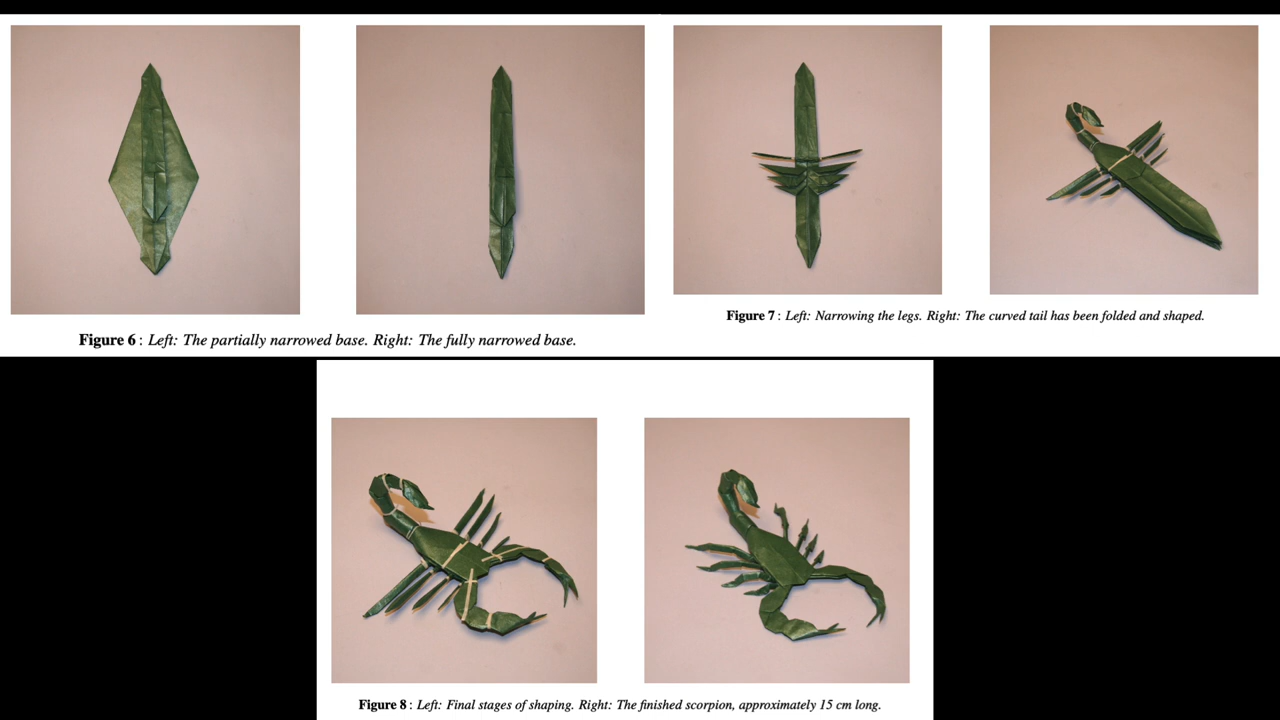 Figure 6 : Left: The partially narrowed base. Right: The fully narrowed base.
Figure 7 : Left: Narrowing the legs. Right: The curved tail has been folded and shaped.
Figure 8 : Left: Final stages of shaping. Right: The finished scorpion, approximately 15 cm long.